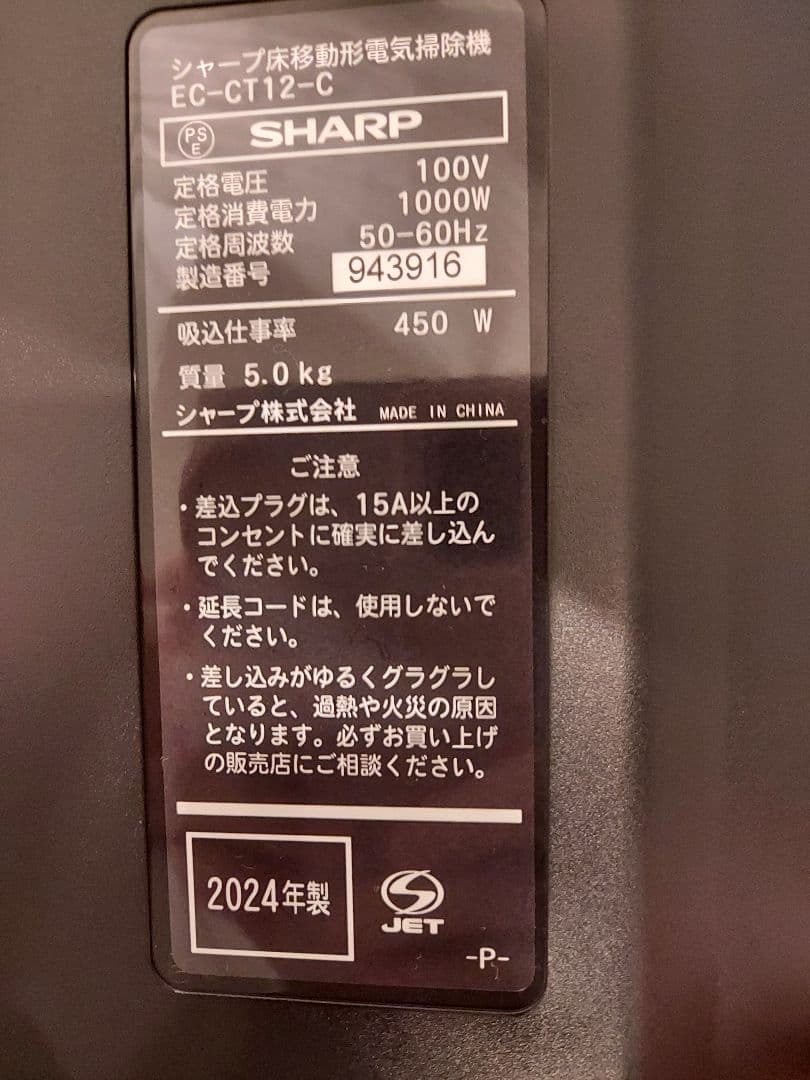 シャープ床移動形電気掃除機
EC-CT12-C
PS E SHARP
定格電圧 100V
定格消費電力 1000W
定格周波数 50-60Hz
製造番号 943916
吸込仕事率 450 W
質量 5.0kg
シャープ株式会社 MADE IN CHINA
ご注意
・差込プラグは、15A以上の
コンセントに確実に差し込ん
でください。
・延長コードは、使用しないで
ください。
・差し込みがゆるくグラグラし
ていると、過熱や火災の原因
となります。必ずお買い上げ
の販売店にご相談ください。
2024年製
S JET
-P-